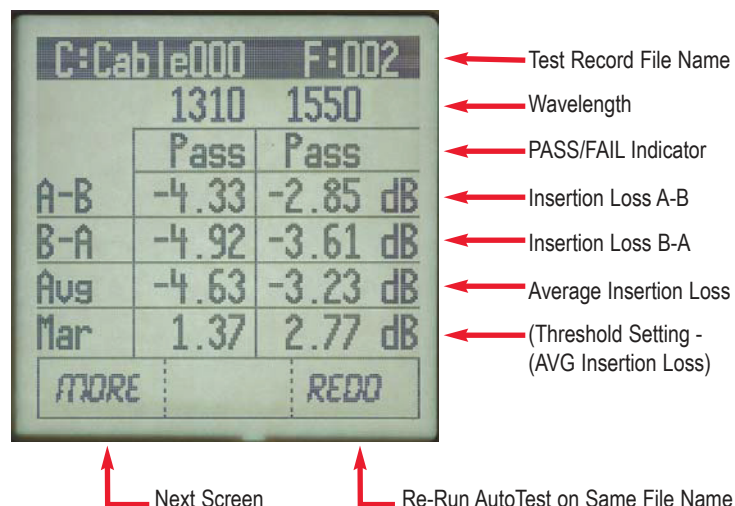 C:Cable000 F:002
Test Record File Name
1310 1550
Wavelength
Pass Pass
PASS/FAIL Indicator
A-B -4.33 -2.85 dB
Insertion Loss A-B
B-A -4.92 -3.61 dB
Insertion Loss B-A
Avg -4.63 -3.23 dB
Average Insertion Loss
Mar 1.37 2.77 dB
(Threshold Setting -
(AVG Insertion Loss)
MORE REDO
Next Screen
Re-Run AutoTest on Same File Name